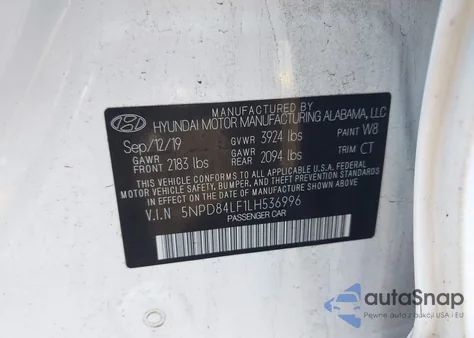 MANUFACTURED BY
HYUNDAI MOTOR MANUFACTURING ALABAMA, LLC
Sep/12/19 GVWR 3924 lbs PAINT W8
GAWR FRONT 2183 lbs GAWR REAR 2094 lbs TRIM CT
THIS VEHICLE CONFORMS TO ALL APPLICABLE U.S. FEDERAL
MOTOR VEHICLE SAFETY, BUMPER, AND THEFT PREVENTION STANDARDS
IN EFFECT ON THE DATE OF MANUFACTURE SHOWN ABOVE.
V.I.N 5NPD84LF1LH536996
PASSENGER CAR
autoSnap
Pewne auto z aukcji USA i EU